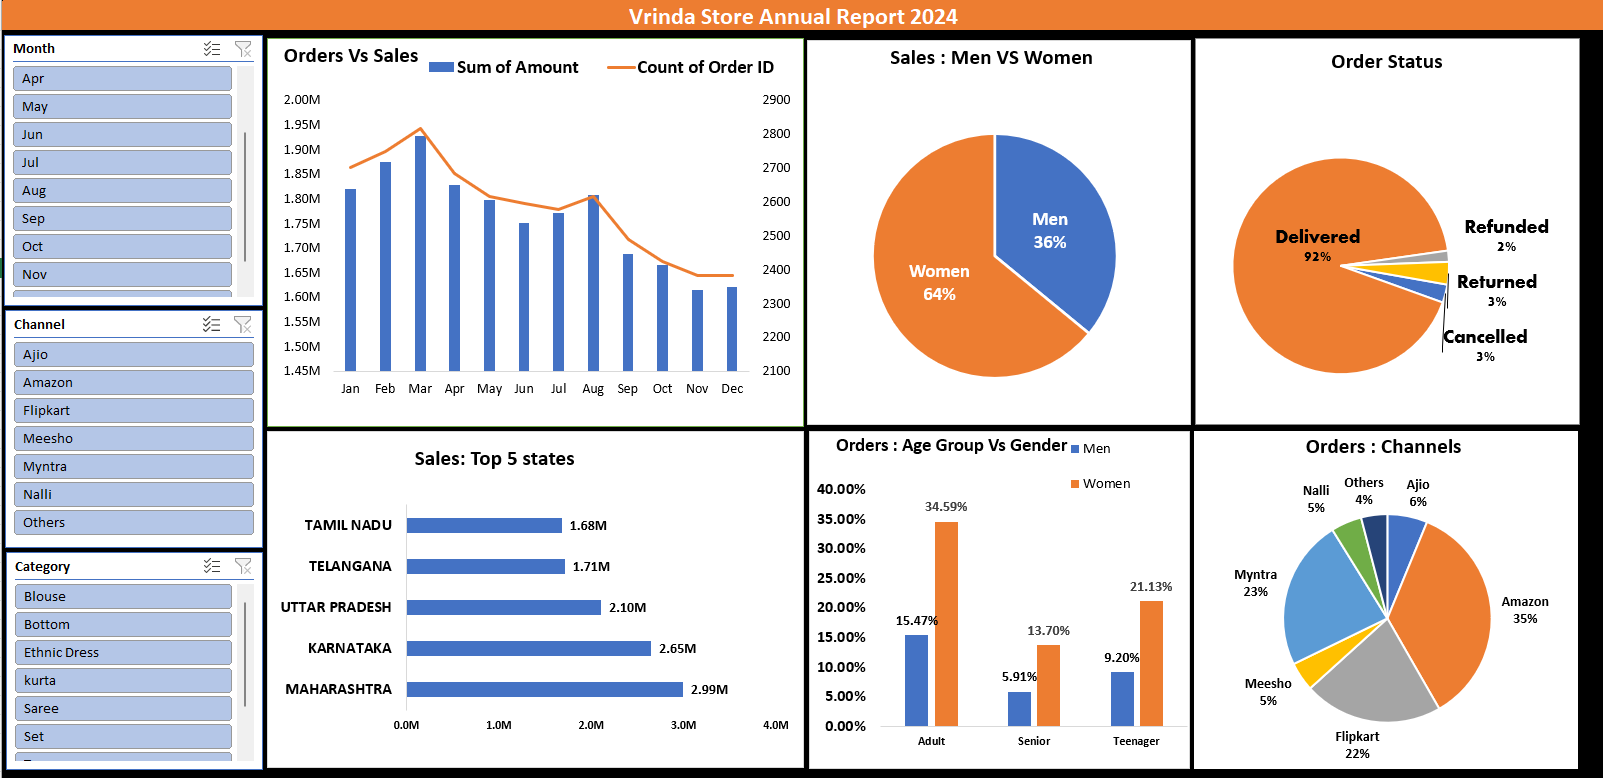 Vrinda Store Annual Report 2024
Month
Apr
May
Jun
Jul
Aug
Sep
Oct
Nov
Channel
Ajio
Amazon
Flipkart
Meesho
Myntra
Nalli
Others
Category
Blouse
Bottom
Ethnic Dress
kurta
Saree
Set
Orders Vs Sales
Sum of Amount
Count of Order ID
2.00M
1.95M
1.90M
1.85M
1.80M
1.75M
1.70M
1.65M
1.60M
1.55M
1.50M
1.45M
2900
2800
2700
2600
2500
2400
2300
2200
2100
Jan Feb Mar Apr May Jun Jul Aug Sep Oct Nov Dec
Sales : Men VS Women
Men
36%
Women
64%
Order Status
Delivered
92%
Refunded
2%
Returned
3%
Cancelled
3%
Sales: Top 5 states
TAMIL NADU 1.68M
TELANGANA 1.71M
UTTAR PRADESH 2.10M
KARNATAKA 2.65M
MAHARASHTRA 2.99M
0.0M 1.0M 2.0M 3.0M 4.0M
Orders : Age Group Vs Gender
Men
Women
40.00%
35.00%
30.00%
25.00%
20.00%
15.00%
10.00%
5.00%
0.00%
15.47%
34.59%
5.91%
13.70%
9.20%
21.13%
Adult Senior Teenager
Orders : Channels
Ajio
6%
Amazon
35%
Flipkart
22%
Meesho
5%
Myntra
23%
Nalli
5%
Others
4%